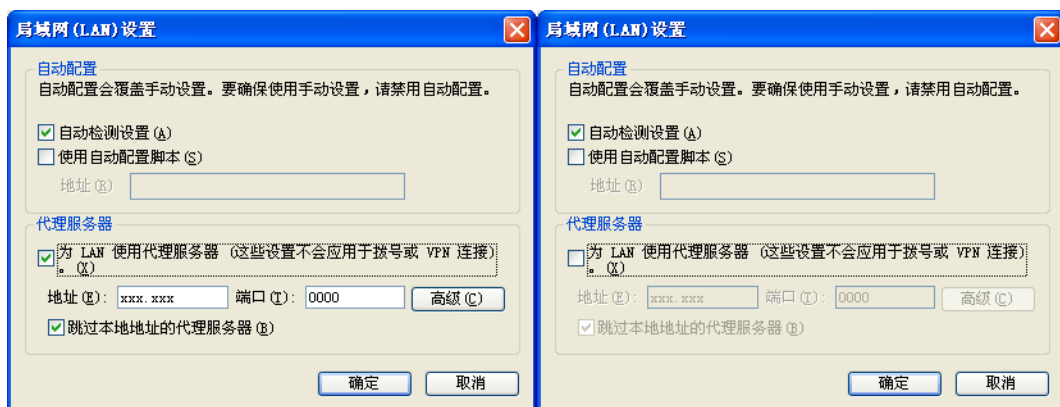 局域网(LAN)设置
自动配置
自动配置会覆盖手动设置。要确保使用手动设置,请禁用自动配置。
自动检测设置(A)
使用自动配置脚本(S)
地址(R)
代理服务器
为 LAN 使用代理服务器 (这些设置不会应用于拨号或 VPN 连接)
。(X)
地址(E): xxx.xxx 端口(T): 0000 高级(C)
跳过本地地址的代理服务器(B)
确定 取消
局域网(LAN)设置
自动配置
自动配置会覆盖手动设置。要确保使用手动设置,请禁用自动配置。
自动检测设置(A)
使用自动配置脚本(S)
地址(R)
代理服务器
为 LAN 使用代理服务器 (这些设置不会应用于拨号或 VPN 连接)
。(X)
地址(E): xxx.xxx 端口(T): 0000 高级(C)
跳过本地地址的代理服务器(B)
确定 取消